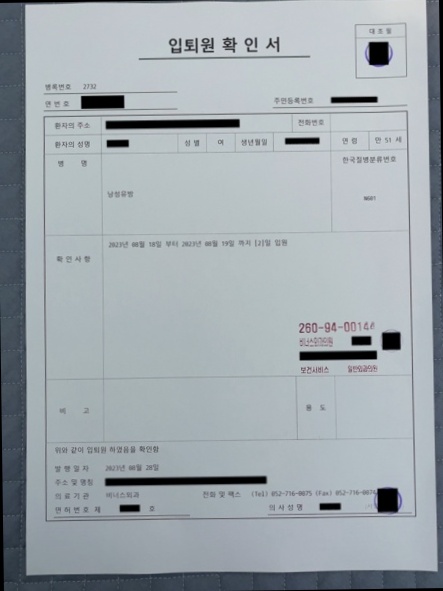 입퇴원 확인서
대조필
병록번호 2732
연번호
주민등록번호
환자의 주소
전화번호
환자의 성명
성별 여 생년월일
연령 만 51 세
병명
한국질병분류번호
낭성유방
N601
확인사항
2023년 08월 18일 부터 2023년 08월 19일 까지 [2]일 입원
260-94-00144
비너스외과의원
보건서비스 일반의과의원
비고
용도
위와 같이 입퇴원 하였음을 확인함
발행일자 2023년 08월 28일
주소 및 명칭
의료기관 비너스외과
전화 및 팩스 (Tel) 052-716-0075 (Fax) 052-716-0076
면허번호 제 호
의사성명